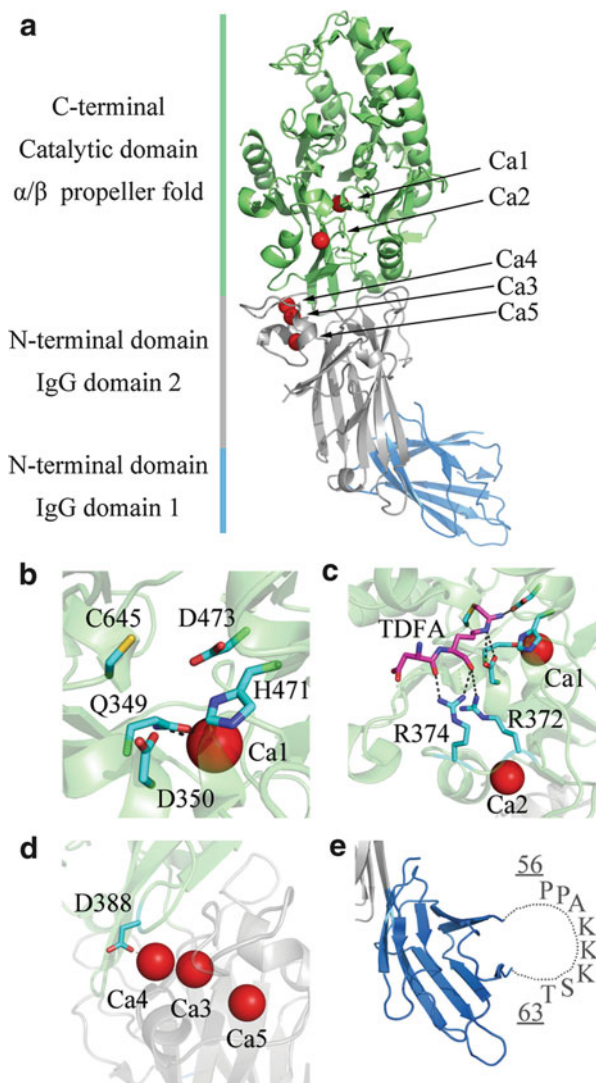 a
C-terminal
Catalytic domain
α/β propeller fold
N-terminal domain
IgG domain 2
N-terminal domain
IgG domain 1
Ca1
Ca2
Ca4
Ca3
Ca5
b
C645
D473
Q349
H471
D350
Ca1
c
TDFA
Ca1
R374
R372
Ca2
d
D388
Ca4
Ca3
Ca5
e
56
P P A K K K S T
63